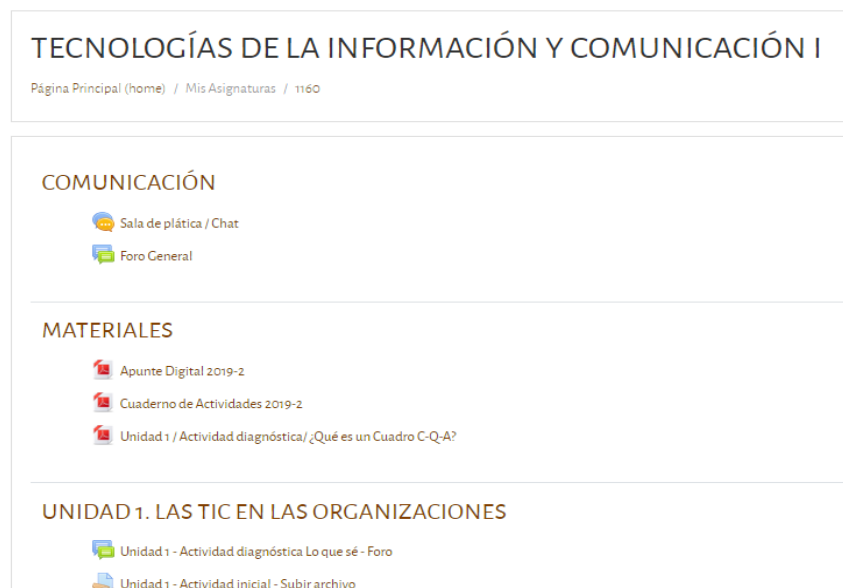 TECNOLOGÍAS DE LA INFORMACIÓN Y COMUNICACIÓN I
Página Principal (home) / Mis Asignaturas / 1160
COMUNICACIÓN
Sala de plática / Chat
Foro General
MATERIALES
Apunte Digital 2019-2
Cuaderno de Actividades 2019-2
Unidad 1 / Actividad diagnóstica/ ¿Qué es un Cuadro C-Q-A?
UNIDAD 1. LAS TIC EN LAS ORGANIZACIONES
Unidad 1 - Actividad diagnóstica Lo que sé - Foro
Unidad 1 - Actividad inicial - Subir archivo